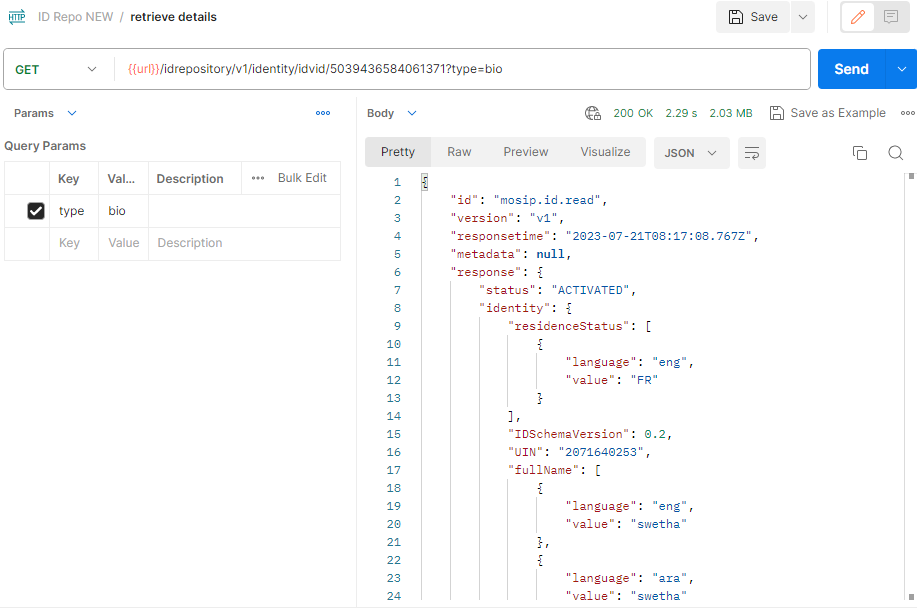 HTTP ID Repo NEW / retrieve details Save
GET {{url}}/idrepository/v1/identity/idvid/5039436584061371?type=bio Send
Params ooo
Query Params
Key Val... Description ooo Bulk Edit
type bio
Key Value Description
Body 200 OK 2.29 s 2.03 MB Save as Example ooo
Pretty Raw Preview Visualize JSON
1 {
2 "id": "mosip.id.read",
3 "version": "v1",
4 "responsetime": "2023-07-21T08:17:08.767Z",
5 "metadata": null,
6 "response": {
7 "status": "ACTIVATED",
8 "identity": {
9 "residenceStatus": [
10 {
11 "language": "eng",
12 "value": "FR"
13 }
14 ],
15 "IDSchemaVersion": 0.2,
16 "UIN": "2071640253",
17 "fullName": [
18 {
19 "language": "eng",
20 "value": "swetha"
21 },
22 {
23 "language": "ara",
24 "value": "swetha"